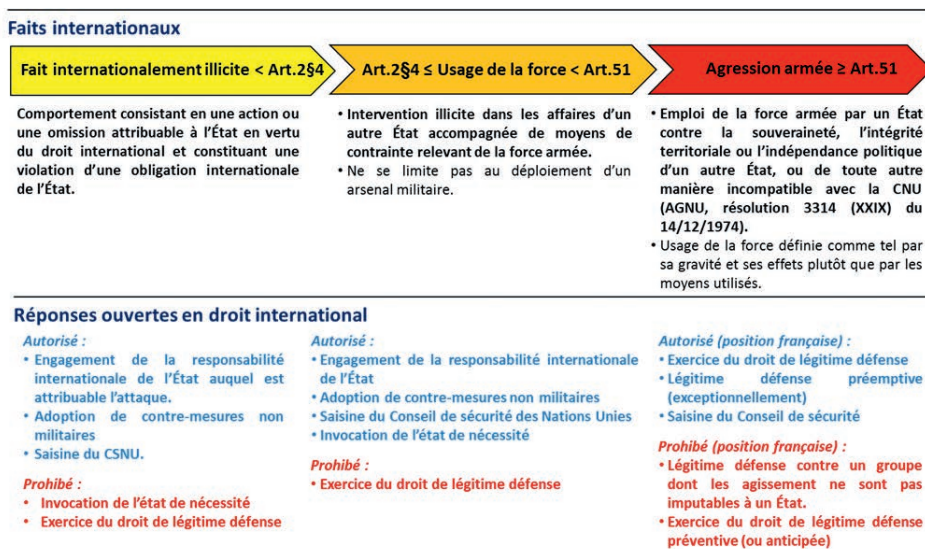 Faits internationaux
Fait internationalement illicite < Art.2§4
Art.2§4 ≤ Usage de la force < Art.51
Agression armée ≥ Art.51
Comportement consistant en une action ou
une omission attribuable à l'État en vertu
du droit international et constituant une
violation d'une obligation internationale
de l'État.
• Intervention illicite dans les affaires d'un
autre État accompagnée de moyens de
contrainte relevant de la force armée.
• Ne se limite pas au déploiement d'un
arsenal militaire.
• Emploi de la force armée par un État
contre la souveraineté, l'intégrité
territoriale ou l'indépendance politique
d'un autre État, ou de toute autre
manière incompatible avec la CNU
(AGNU, résolution 3314 (XXIX) du
14/12/1974).
• Usage de la force définie comme tel par
sa gravité et ses effets plutôt que par les
moyens utilisés.
Réponses ouvertes en droit international
Autorisé :
• Engagement de la responsabilité
internationale de l'État auquel est
attribuable l'attaque.
• Adoption de contre-mesures non
militaires
• Saisine du CSNU.
Prohibé :
• Invocation de l'état de nécessité
• Exercice du droit de légitime défense
Autorisé :
• Engagement de la responsabilité internationale
de l'État
• Adoption de contre-mesures non militaires
• Saisine du Conseil de sécurité des Nations Unies
• Invocation de l'état de nécessité
Prohibé :
• Exercice du droit de légitime défense
Autorisé (position française) :
• Exercice du droit de légitime défense
• Légitime défense préemptive
(exceptionnellement)
• Saisine du Conseil de sécurité
Prohibé (position française) :
• Légitime défense contre un groupe
dont les agissement ne sont pas
imputables à un État.
• Exercice du droit de légitime défense
préventive (ou anticipée)